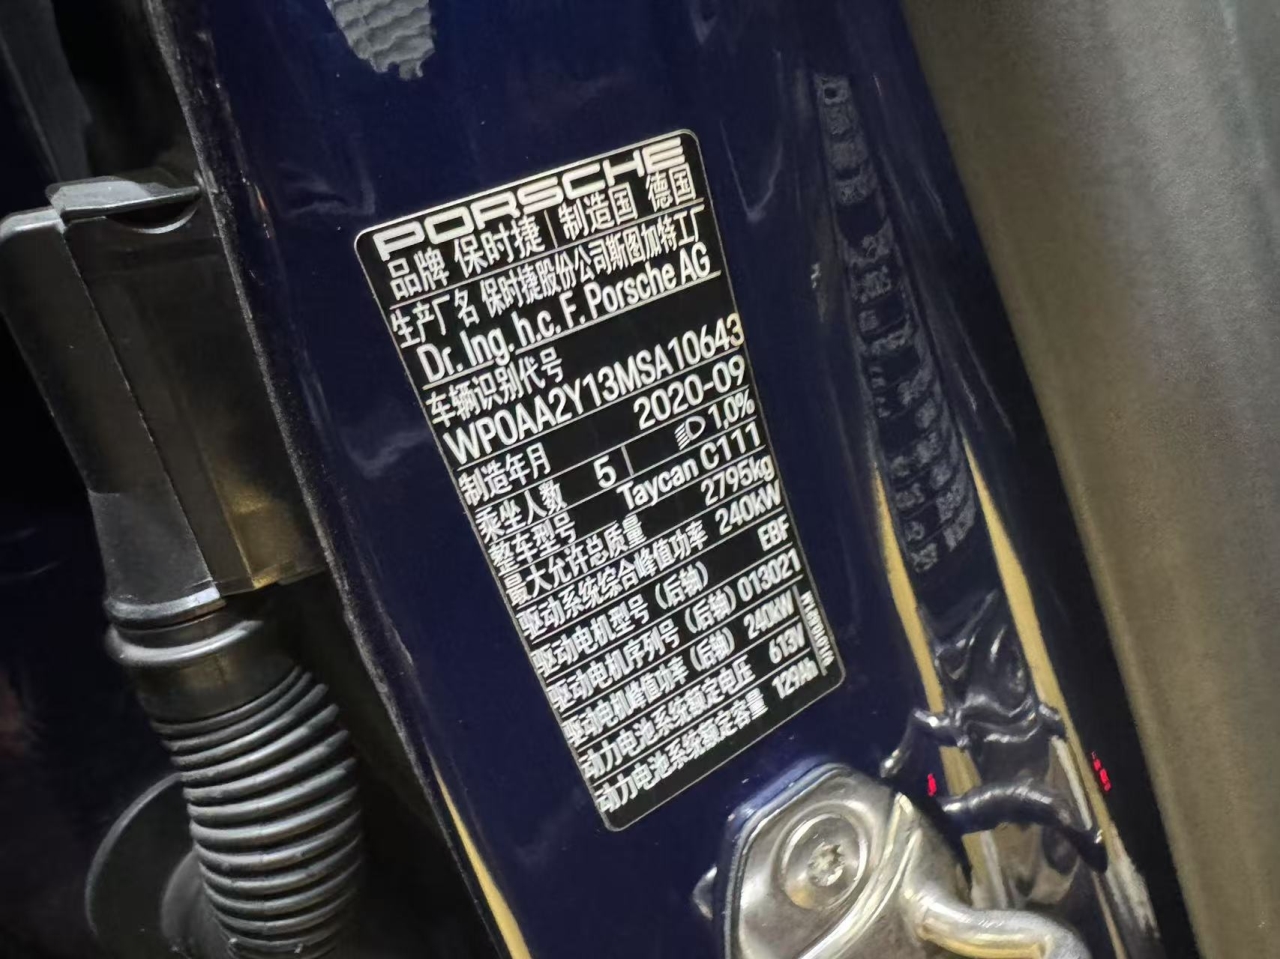 PORSCHE
品牌 保时捷 制造国 德国
生产厂名 保时捷股份公司斯图加特工厂
Dr. Ing. h.c. F. Porsche AG
车辆识别代号
WP0AA2Y13MSA10643
制造年月 2020-09
乘坐人数 5 1,0%
整车型号 Taycan C111
最大允许总质量 2795kg
驱动系统综合峰值功率 240kW
驱动电机型号（后轴） EBF
驱动电机序列号（后轴）013021
驱动电机峰值功率（后轴） 240kW
动力电池系统额定电压 613V
动力电池系统额定容量 129Ah